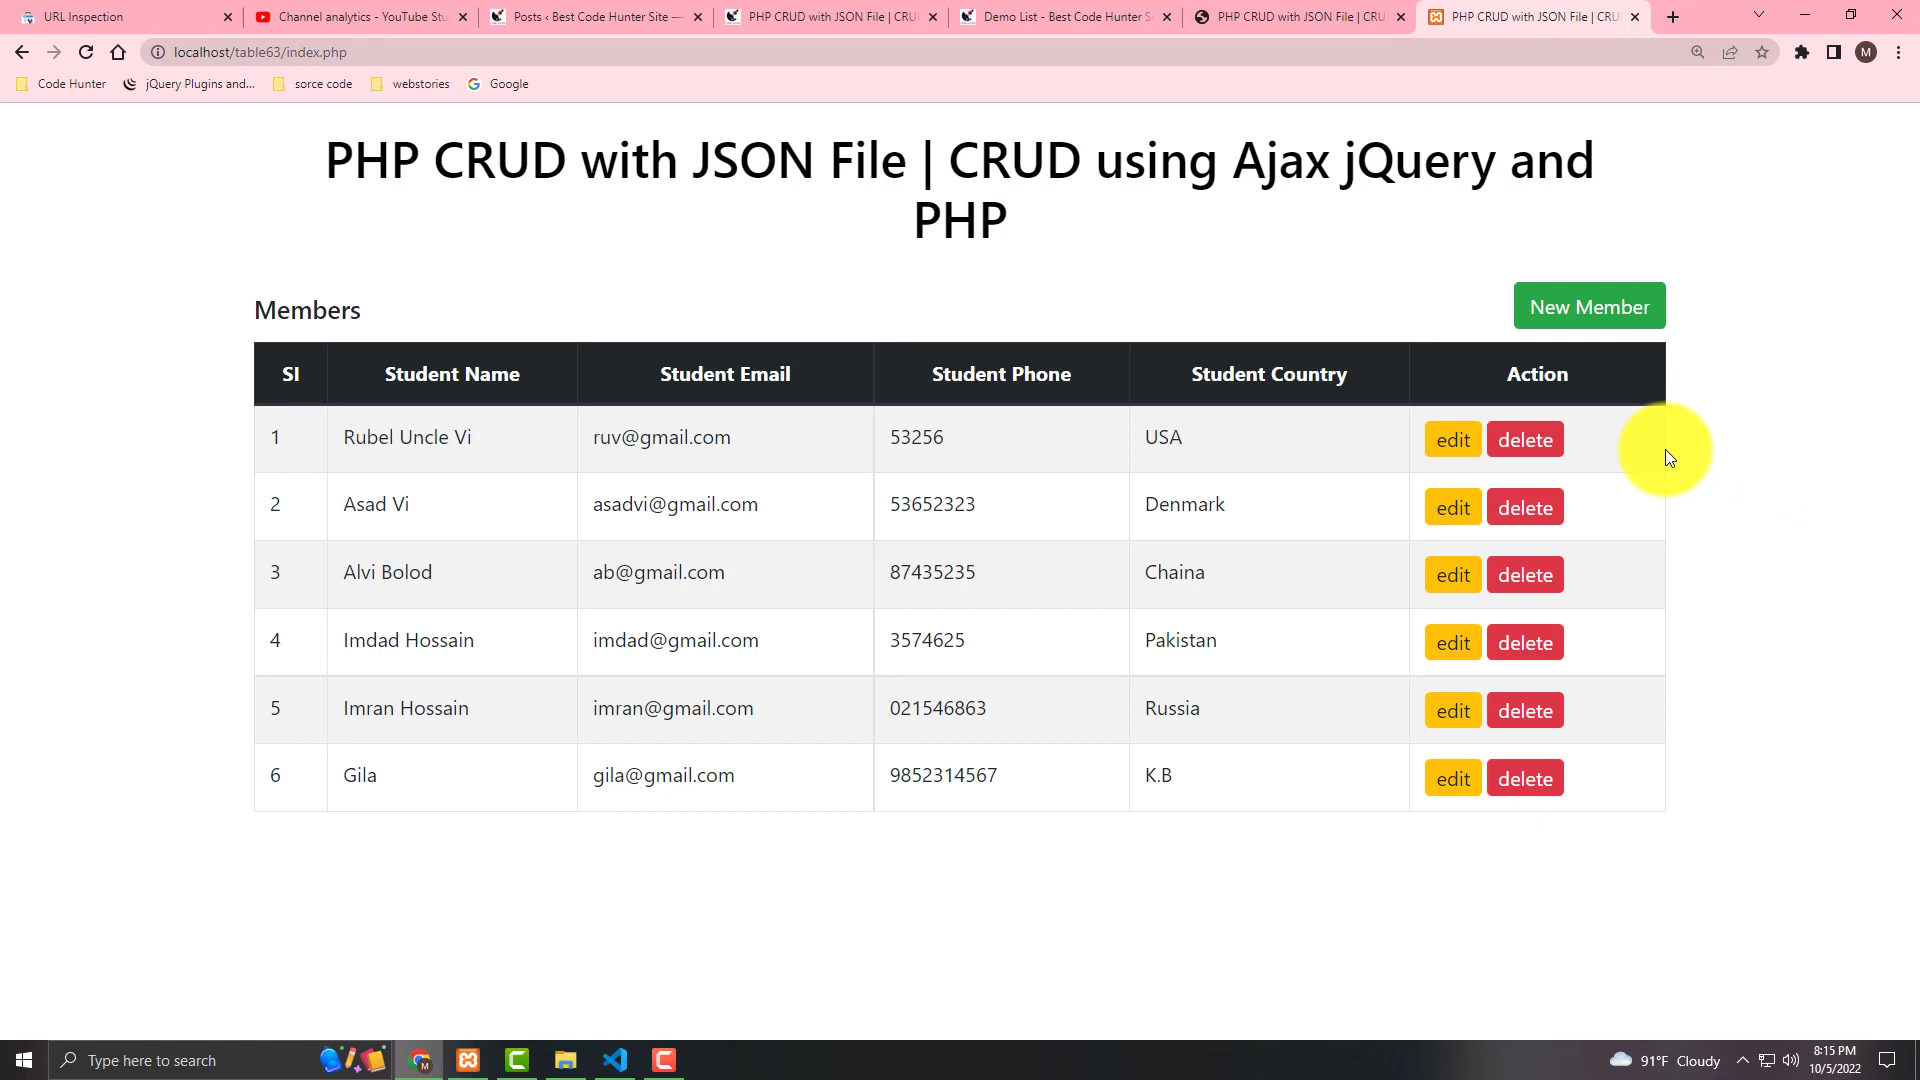 URL Inspection
Channel analytics - YouTube Stu
Posts ‹ Best Code Hunter Site —
PHP CRUD with JSON File | CRU
Demo List - Best Code Hunter S
PHP CRUD with JSON File | CRU
PHP CRUD with JSON File | CRU
localhost/table63/index.php
M
Code Hunter
jQuery Plugins and...
sorce code
webstories
Google
PHP CRUD with JSON File | CRUD using Ajax jQuery and
PHP
Members
New Member
Sl Student Name Student Email Student Phone Student Country Action
1 Rubel Uncle Vi ruv@gmail.com 53256 USA edit delete
2 Asad Vi asadvi@gmail.com 53652323 Denmark edit delete
3 Alvi Bolod ab@gmail.com 87435235 Chaina edit delete
4 Imdad Hossain imdad@gmail.com 3574625 Pakistan edit delete
5 Imran Hossain imran@gmail.com 021546863 Russia edit delete
6 Gila gila@gmail.com 9852314567 K.B edit delete
Type here to search
91°F Cloudy
8:15 PM
10/5/2022